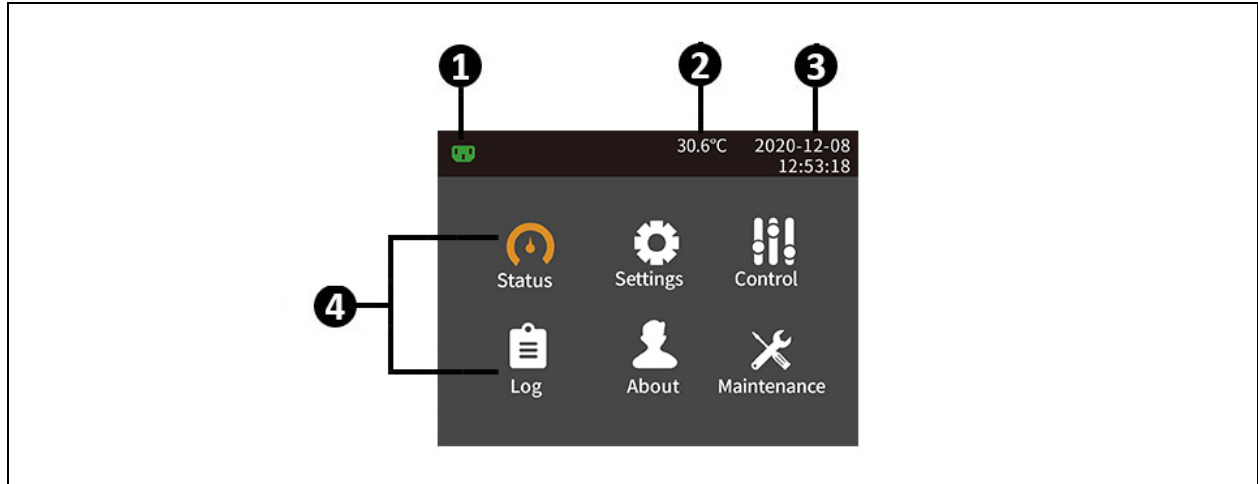 1 2 3
30.6°C 2020-12-08
12:53:18
Status Settings Control
4
Log About Maintenance